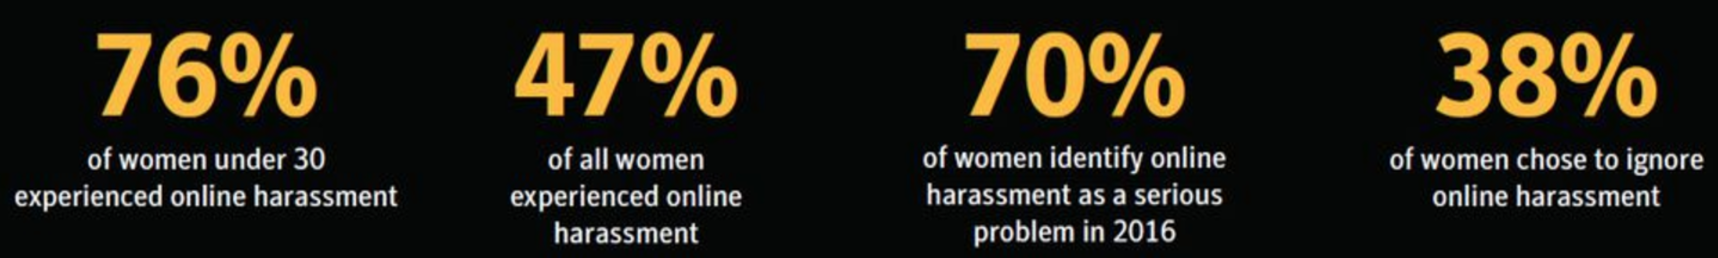 76%
of women under 30
experienced online harassment
47%
of all women
experienced online
harassment
70%
of women identify online
harassment as a serious
problem in 2016
38%
of women chose to ignore
online harassment